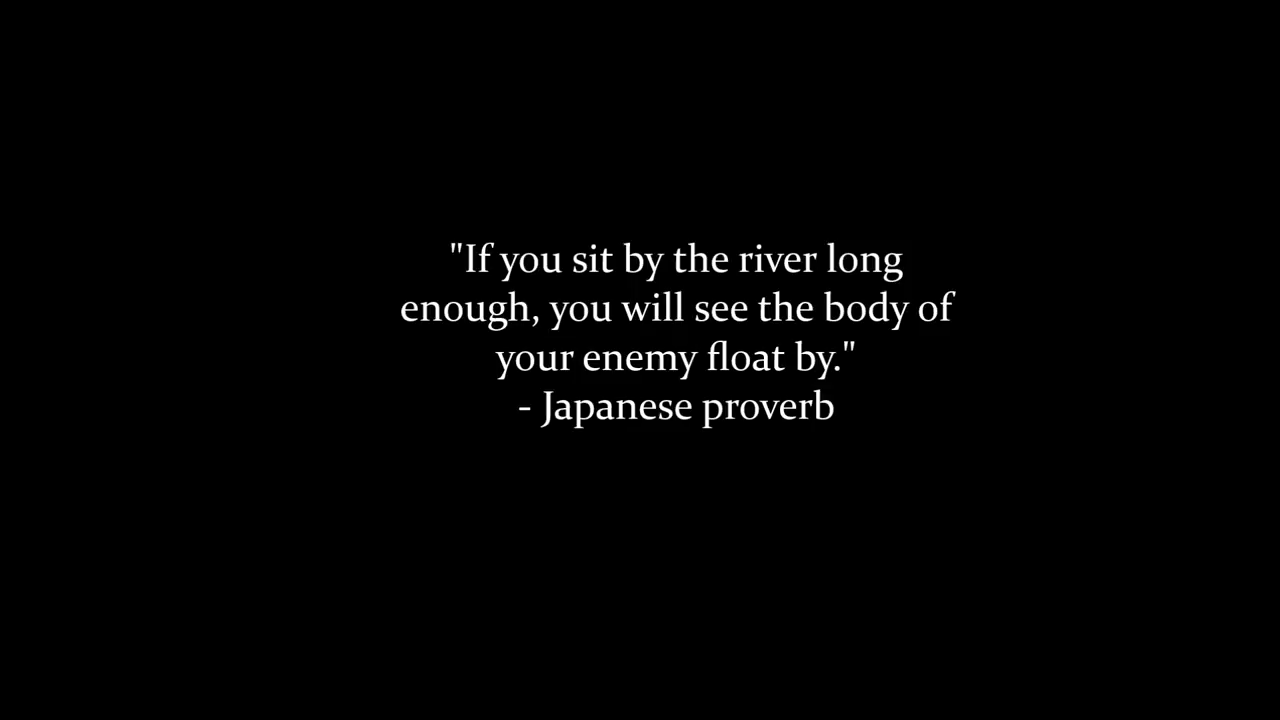 "If you sit by the river long
enough, you will see the body of
your enemy float by."
- Japanese proverb